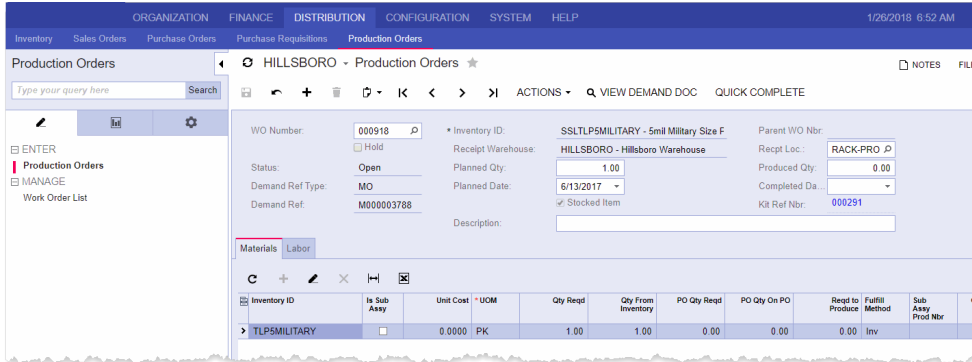 ORGANIZATION FINANCE DISTRIBUTION CONFIGURATION SYSTEM HELP 1/26/2018 6:52 AM
Inventory Sales Orders Purchase Orders Purchase Requisitions Production Orders
Production Orders
HILLSBORO Production Orders
NOTES FIL
Type your query here Search
ACTIONS VIEW DEMAND DOC QUICK COMPLETE
ENTER
Production Orders
MANAGE
Work Order List
WO Number: 000918 * Inventory ID: SSLTLP5MILITARY - 5mil Military Size F Parent WO Nbr
Hold Receipt Warehouse: HILLSBORO - Hillsboro Warehouse Recpt Loc.: RACK-PRO
Status: Open Planned Qty: 1.00 Produced Qty: 0.00
Demand Ref Type: MO Planned Date: 6/13/2017 Completed Da...
Demand Ref: M000003788 Stocked Item Kit Ref Nbr: 000291
Description:
Materials Labor
Inventory ID Is Sub Assy Unit Cost * UOM Qty Reqd Qty From Inventory PO Qty Reqd PO Qty On PO Reqd to Produce Fulfill Method Sub Assy Prod Nbr
TLP5MILITARY 0.0000 PK 1.00 1.00 0.00 0.00 0.00 Inv